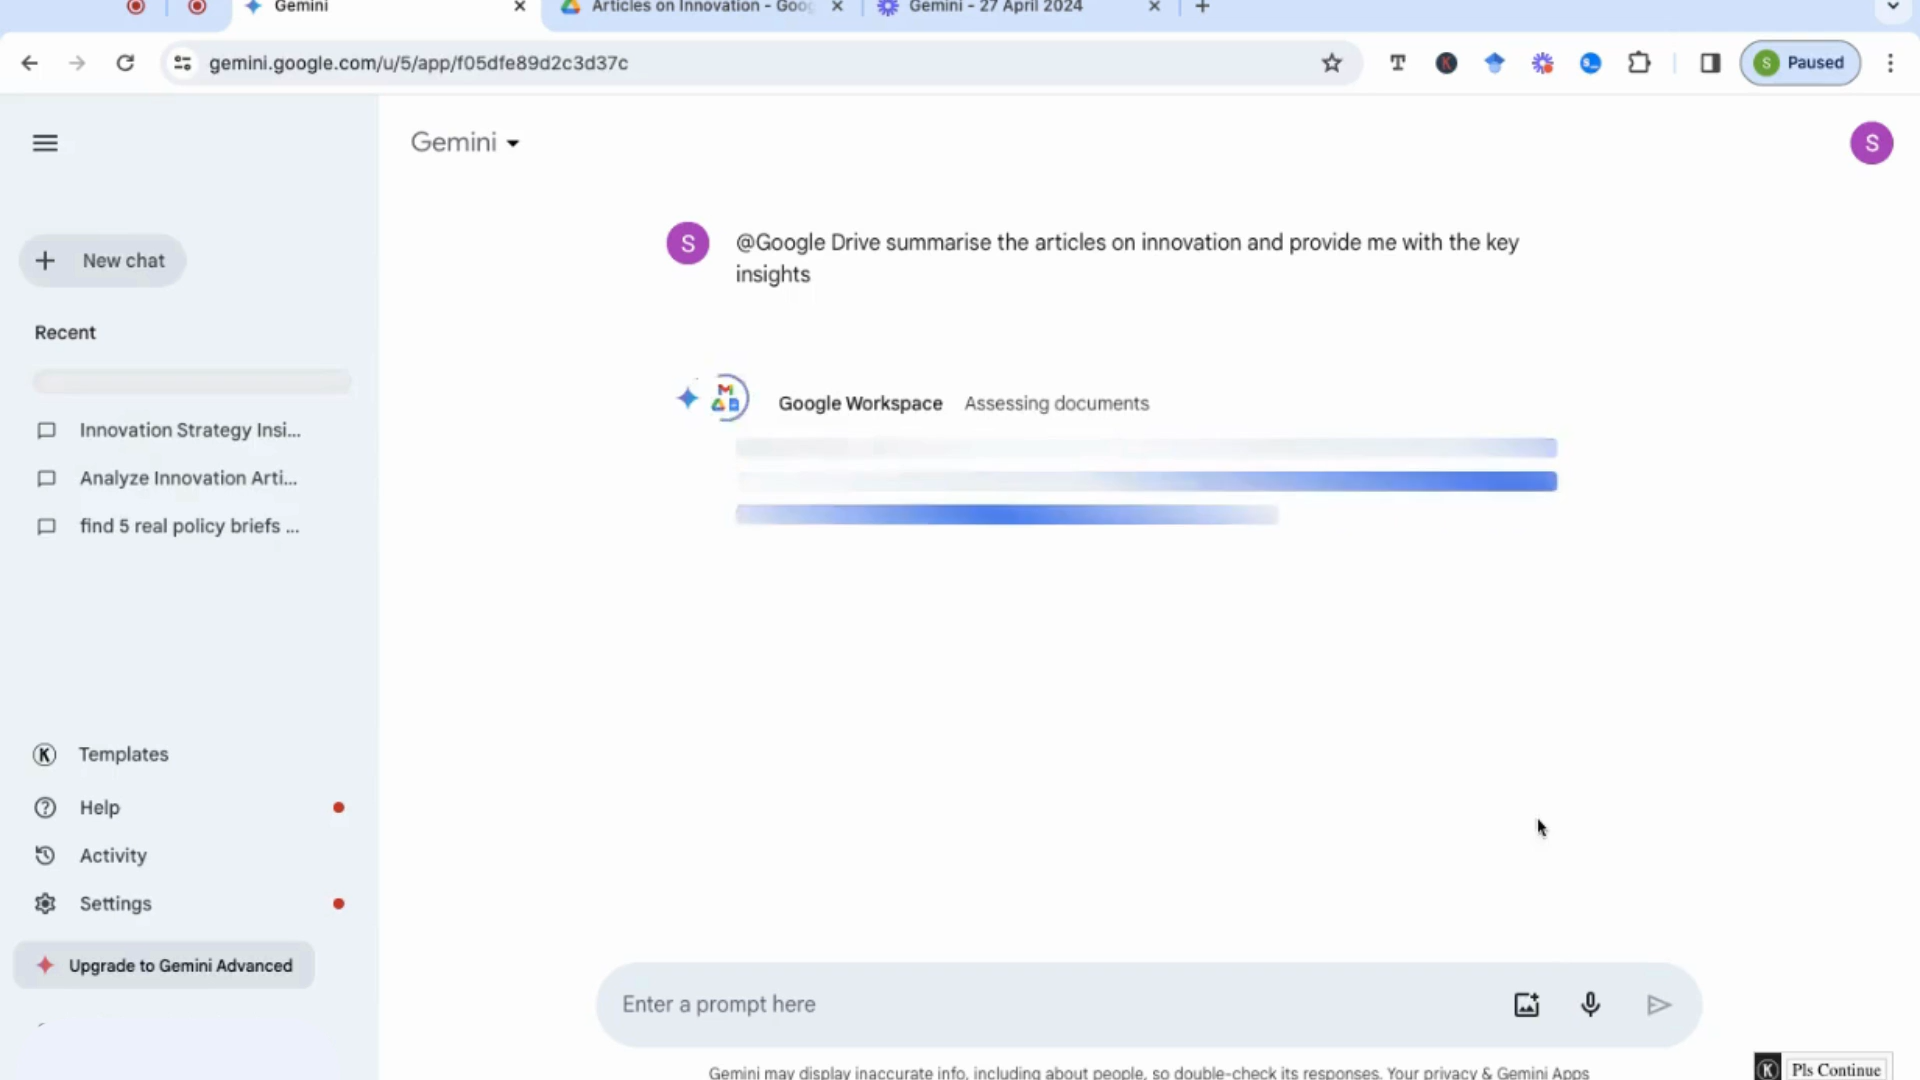 Gemini
Articles on Innovation - Goog
Gemini - 27 April 2024
gemini.google.com/u/5/app/f05dfe89d2c3d37c
T
K
S
Paused
Gemini
S
New chat
S
@Google Drive summarise the articles on innovation and provide me with the key
insights
Recent
Google Workspace Assessing documents
Innovation Strategy Insi...
Analyze Innovation Arti...
find 5 real policy briefs ...
K Templates
Help
Activity
Settings
Upgrade to Gemini Advanced
Enter a prompt here
Gemini may display inaccurate info, including about people, so double-check its responses. Your privacy & Gemini Apps
K Pls Continue